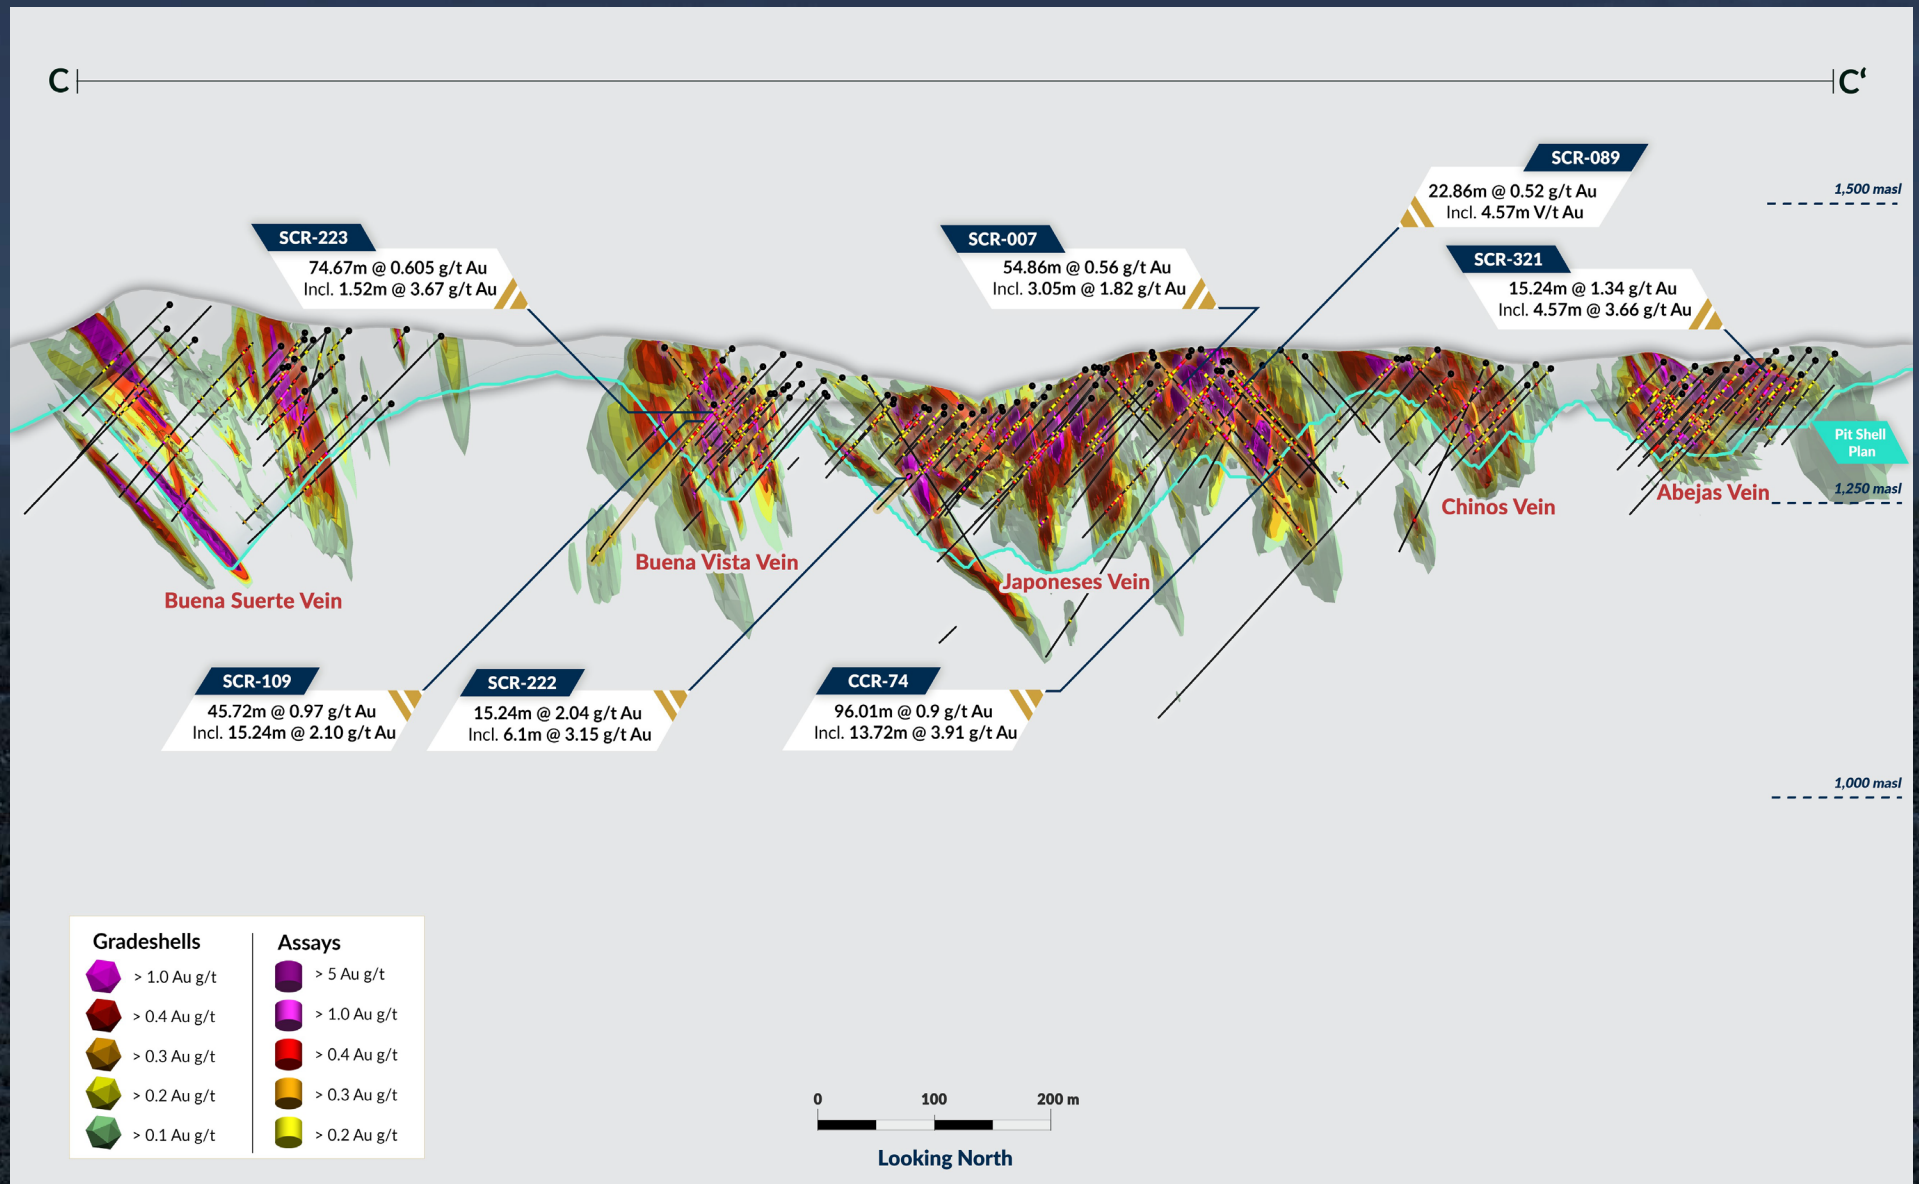 C
C‘
SCR-089
22.86m @ 0.52 g/t Au
Incl. 4.57m V/t Au
1,500 masl
SCR-223
74.67m @ 0.605 g/t Au
Incl. 1.52m @ 3.67 g/t Au
SCR-007
54.86m @ 0.56 g/t Au
Incl. 3.05m @ 1.82 g/t Au
SCR-321
15.24m @ 1.34 g/t Au
Incl. 4.57m @ 3.66 g/t Au
Pit Shell
Plan
1,250 masl
Abejas Vein
Chinos Vein
Buena Vista Vein
Japoneses Vein
Buena Suerte Vein
SCR-109
45.72m @ 0.97 g/t Au
Incl. 15.24m @ 2.10 g/t Au
SCR-222
15.24m @ 2.04 g/t Au
Incl. 6.1m @ 3.15 g/t Au
CCR-74
96.01m @ 0.9 g/t Au
Incl. 13.72m @ 3.91 g/t Au
1,000 masl
Gradeshells
> 1.0 Au g/t
> 0.4 Au g/t
> 0.3 Au g/t
> 0.2 Au g/t
> 0.1 Au g/t
Assays
> 5 Au g/t
> 1.0 Au g/t
> 0.4 Au g/t
> 0.3 Au g/t
> 0.2 Au g/t
0 100 200 m
Looking North